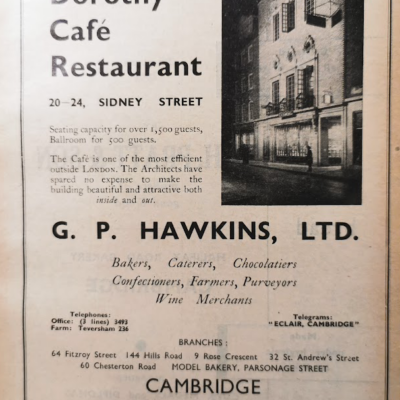 Dorothy
Café
Restaurant
20—24, SIDNEY STREET
Seating capacity for over 1,500 guests,
Ballroom for 500 guests.
The Café is one of the most efficient
outside LONDON. The Architects have
spared no expense to make the
building beautiful and attractive both
inside and out.
G. P. HAWKINS, LTD.
Bakers, Caterers, Chocolatiers
Confectioners, Farmers, Purveyors
Wine Merchants
Telephones:
Office: (3 lines) 3493
Farm: Teversham 236
Telegrams:
"ECLAIR, CAMBRIDGE"
BRANCHES:
64 Fitzroy Street 144 Hills Road 9 Rose Crescent 32 St. Andrew's Street
60 Chesterton Road MODEL BAKERY, PARSONAGE STREET
CAMBRIDGE